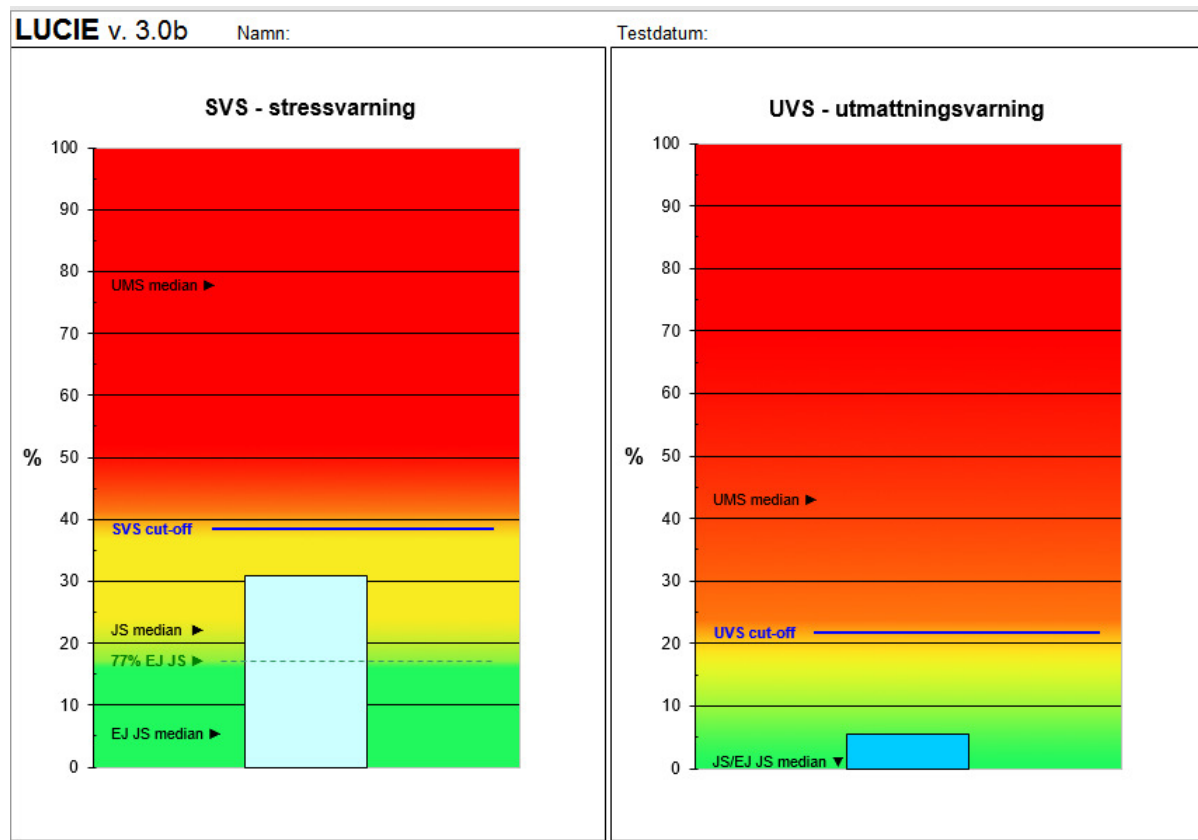 LUCIE v. 3.0b Namn: Testdatum:
SVS - stressvarning
100
90
80
UMS median ►
70
60
% 50
40
SVS cut-off
30
JS median ►
20
77% EJ JS ►
10
EJ JS median ►
0
UVS - utmattningsvarning
100
90
80
70
60
% 50
UMS median ►
40
30
UVS cut-off
20
10
JS/EJ JS median ▼
0